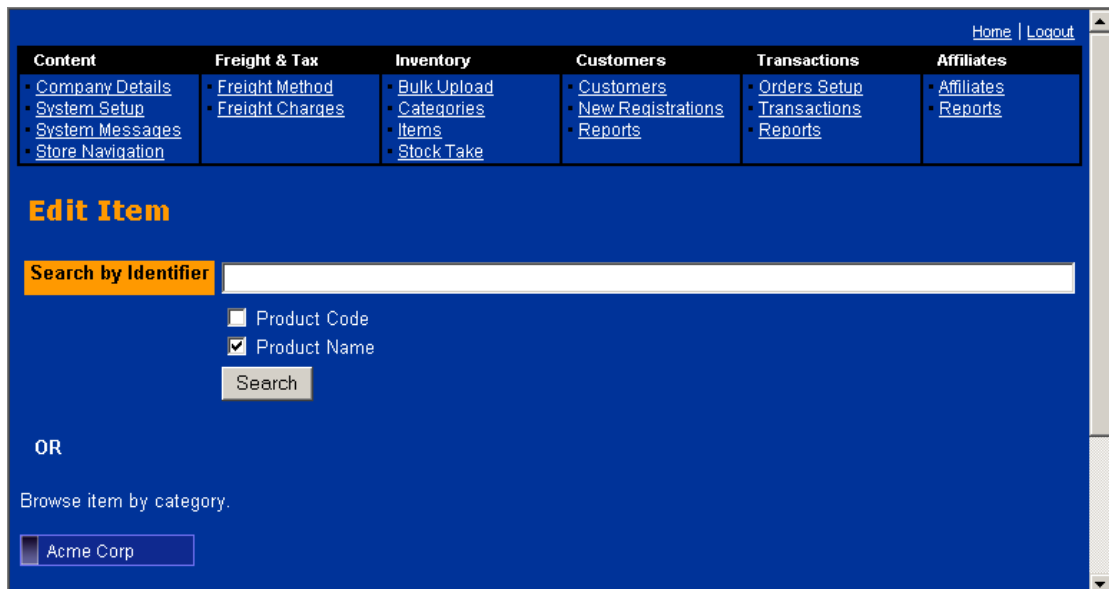 Home | Logout
Content Freight & Tax Inventory Customers Transactions Affiliates
Company Details Freight Method Bulk Upload Customers Orders Setup Affiliates
System Setup Freight Charges Categories New Registrations Transactions Reports
System Messages Items Reports Reports
Store Navigation Stock Take
Edit Item
Search by Identifier
Product Code
Product Name
Search
OR
Browse item by category.
Acme Corp